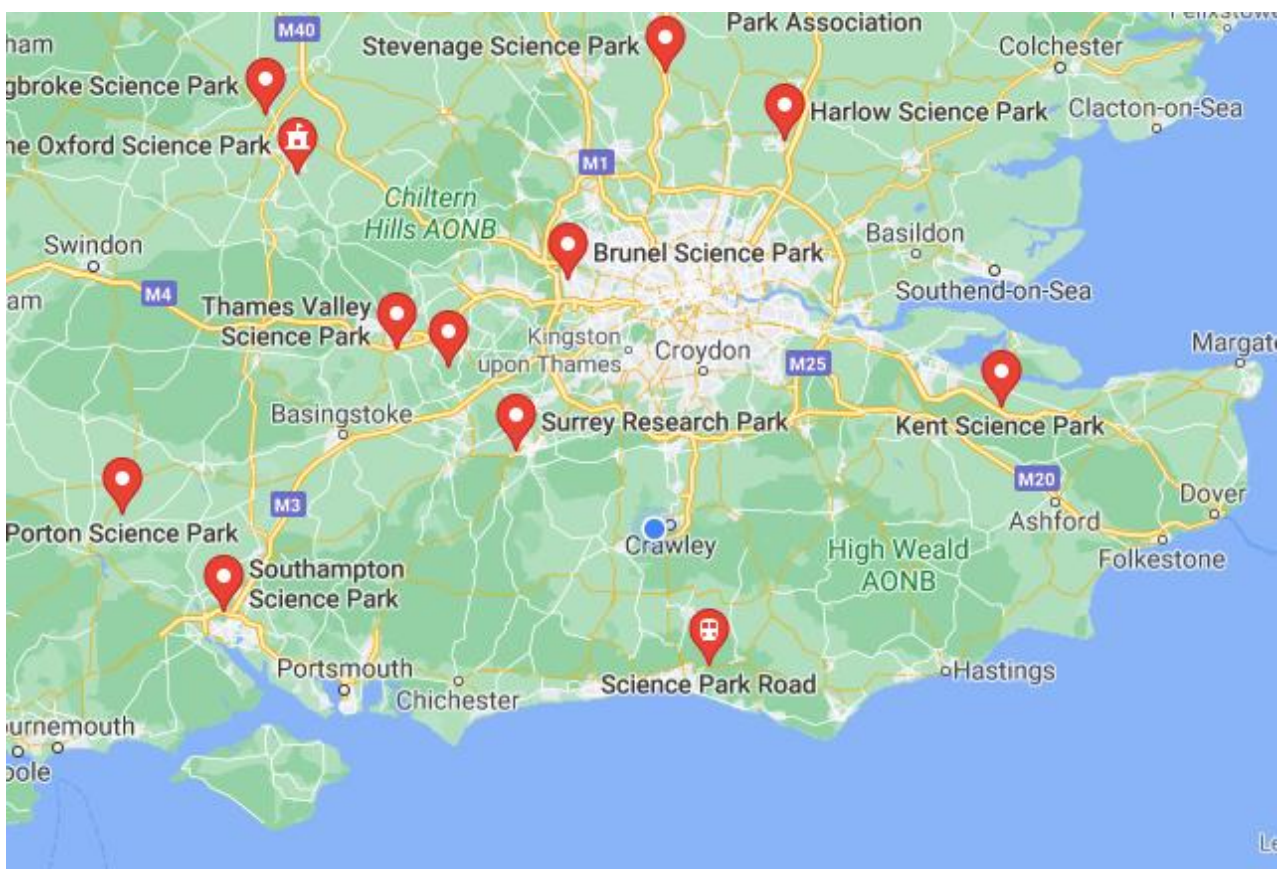 M40
Park Association
Stevenage Science Park
Colchester
ham
gbroke Science Park
Harlow Science Park
Clacton-on-Sea
ne Oxford Science Park
M1
Chiltern
Hills AONB
Swindon
Basildon
Brunel Science Park
M4
am
Southend-on-Sea
Thames Valley
Science Park
Kingston
upon Thames
Croydon
Margat
M25
Basingstoke
Surrey Research Park
Kent Science Park
M20
Dover
M3
Ashford
Porton Science Park
Crawley
High Weald
AONB
Folkestone
Southampton
Science Park
Portsmouth
Chichester
Science Park Road
Hastings
urnemouth
oole